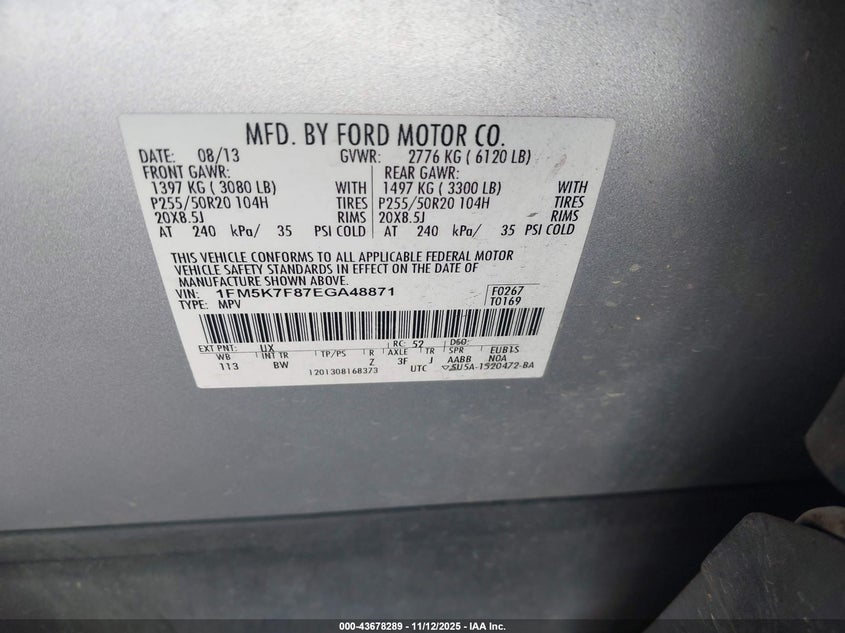 MFD. BY FORD MOTOR CO.
DATE: 08/13 GVWR: 2776 KG ( 6120 LB)
FRONT GAWR: REAR GAWR:
1397 KG ( 3080 LB) WITH 1497 KG ( 3300 LB) WITH
P255/50R20 104H TIRES P255/50R20 104H TIRES
20X8.5J RIMS 20X8.5J RIMS
AT 240 kPa/ 35 PSI COLD AT 240 kPa/ 35 PSI COLD
THIS VEHICLE CONFORMS TO ALL APPLICABLE FEDERAL MOTOR
VEHICLE SAFETY STANDARDS IN EFFECT ON THE DATE OF
MANUFACTURE SHOWN ABOVE.
VIN: 1FM5K7F87EGA48871 F0267
TYPE: MPV T0169
EXT PNT: UX RC: 52 DSO:
WB INT TR TP/PS R AXLE TR SPR EUBIS
113 BW Z 3F J AABB NOA
1201308168373 UTC ▽5U5A-1520472-BA
000-43678289 - 11/12/2025 - IAA Inc.